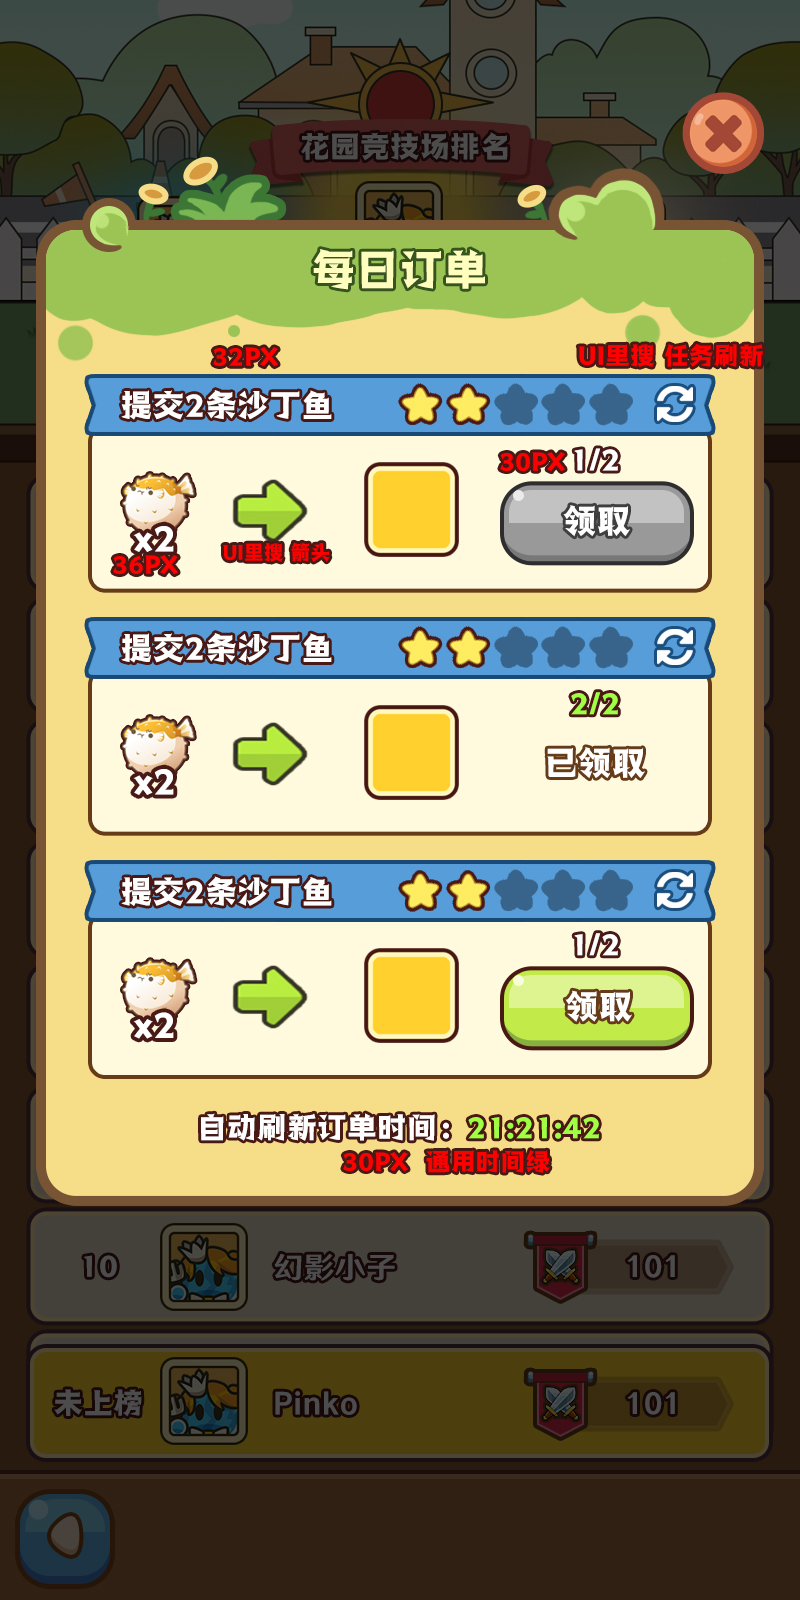 花园竞技场排名
每日订单
32PX
UI里搜 任务刷新
提交2条沙丁鱼
30PX 1/2
x2
领取
36PX
UI里搜 箭头
提交2条沙丁鱼
2/2
x2
已领取
提交2条沙丁鱼
1/2
x2
领取
自动刷新订单时间：21:21:42
30PX 通用时间绿
10 幻影小子 101
未上榜 Pinko 101